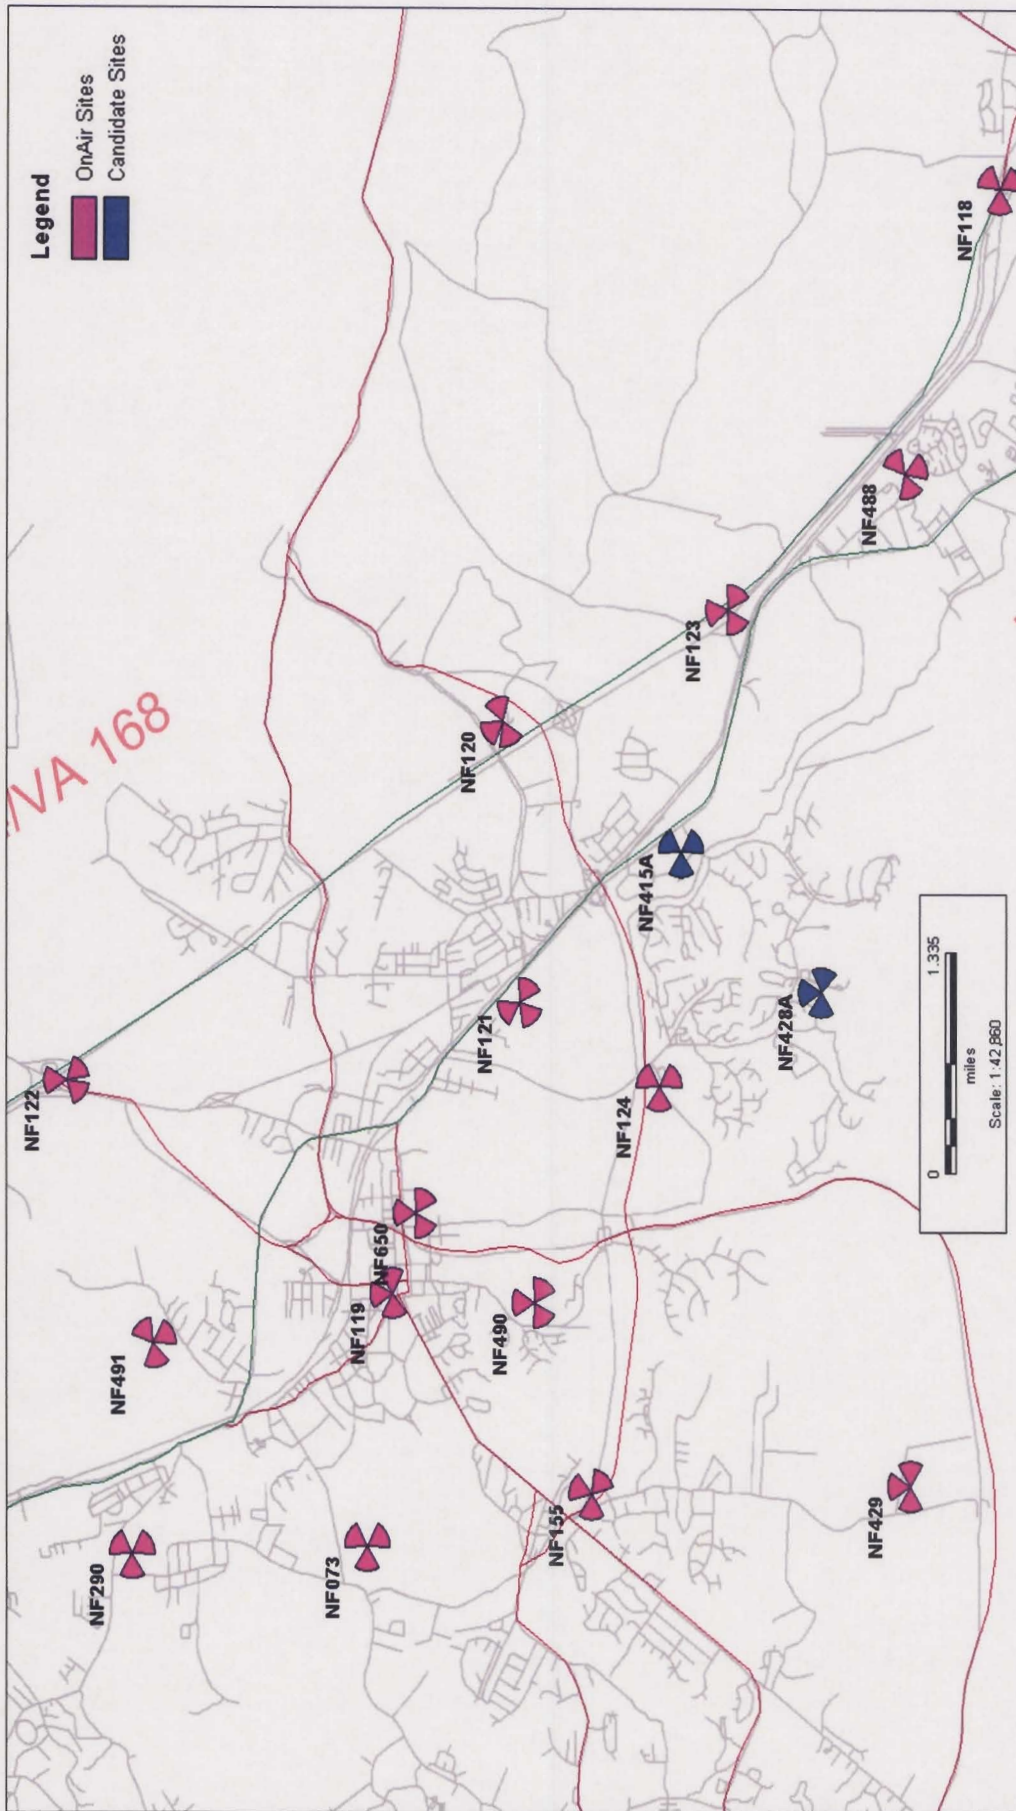 Legend
OnAir Sites
Candidate Sites
/VA 168
NF122
NF491
NF290
NF119
NF650
NF073
NF120
NF121
NF490
NF123
NF415A
NF124
NF155
NF488
NF118
NF428A
NF429
0
1.335
miles
Scale: 1:42,860